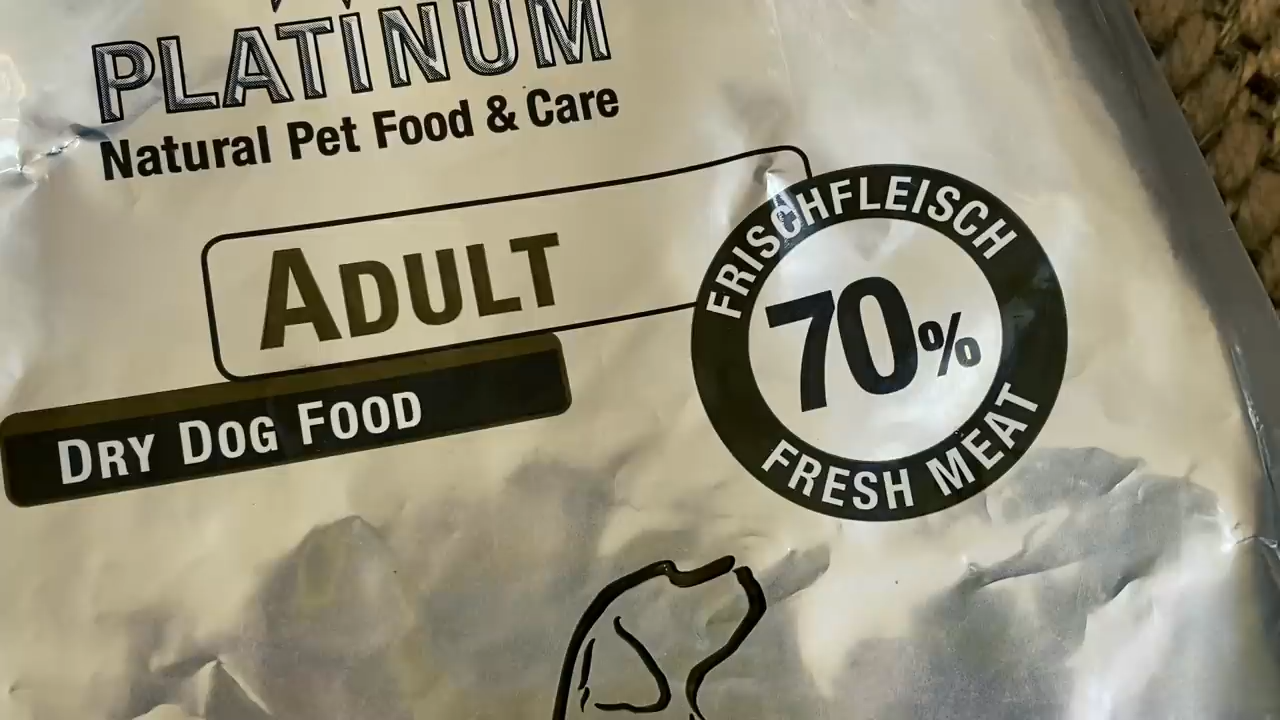 PLATINUM
Natural Pet Food & Care
ADULT
DRY DOG FOOD
FRISCHFLEISCH
70%
FRESH MEAT